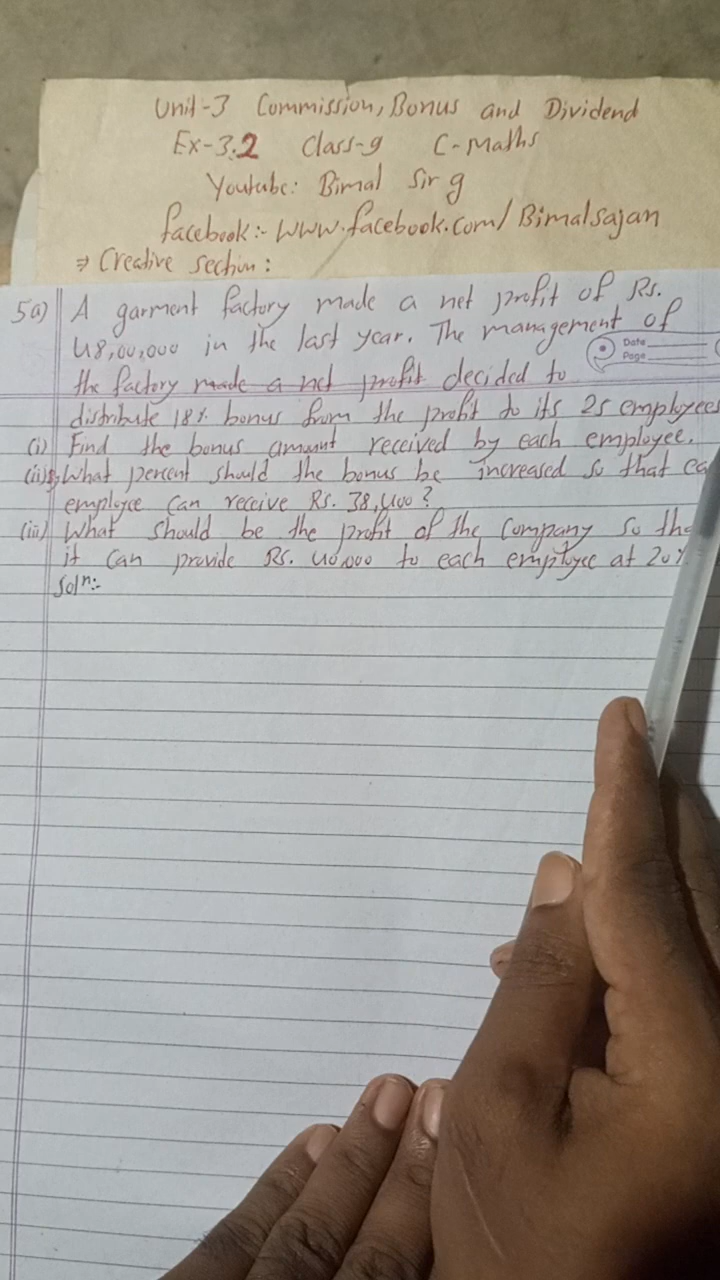 Unit-3 Commission, Bonus and Dividend
Ex-3.2 Class-9 C-Maths
Youtube: Bimal Sir g
facebook:- www.facebook.com/Bimalsajan
⇒ Creative section:
5a) A garment factory made a net profit of Rs.
48,00,000 in the last year. The management of
Date
Page
the factory made a net profit decided to
distribute 18% bonus from the profit to its 25 employees
(i) Find the bonus amount received by each employee.
(ii) What percent should the bonus be increased so that ea
employee can receive Rs. 38,400?
(iii) What should be the profit of the company so tha
it can provide Rs. 40,000 to each employee at 20%
Solⁿ:-